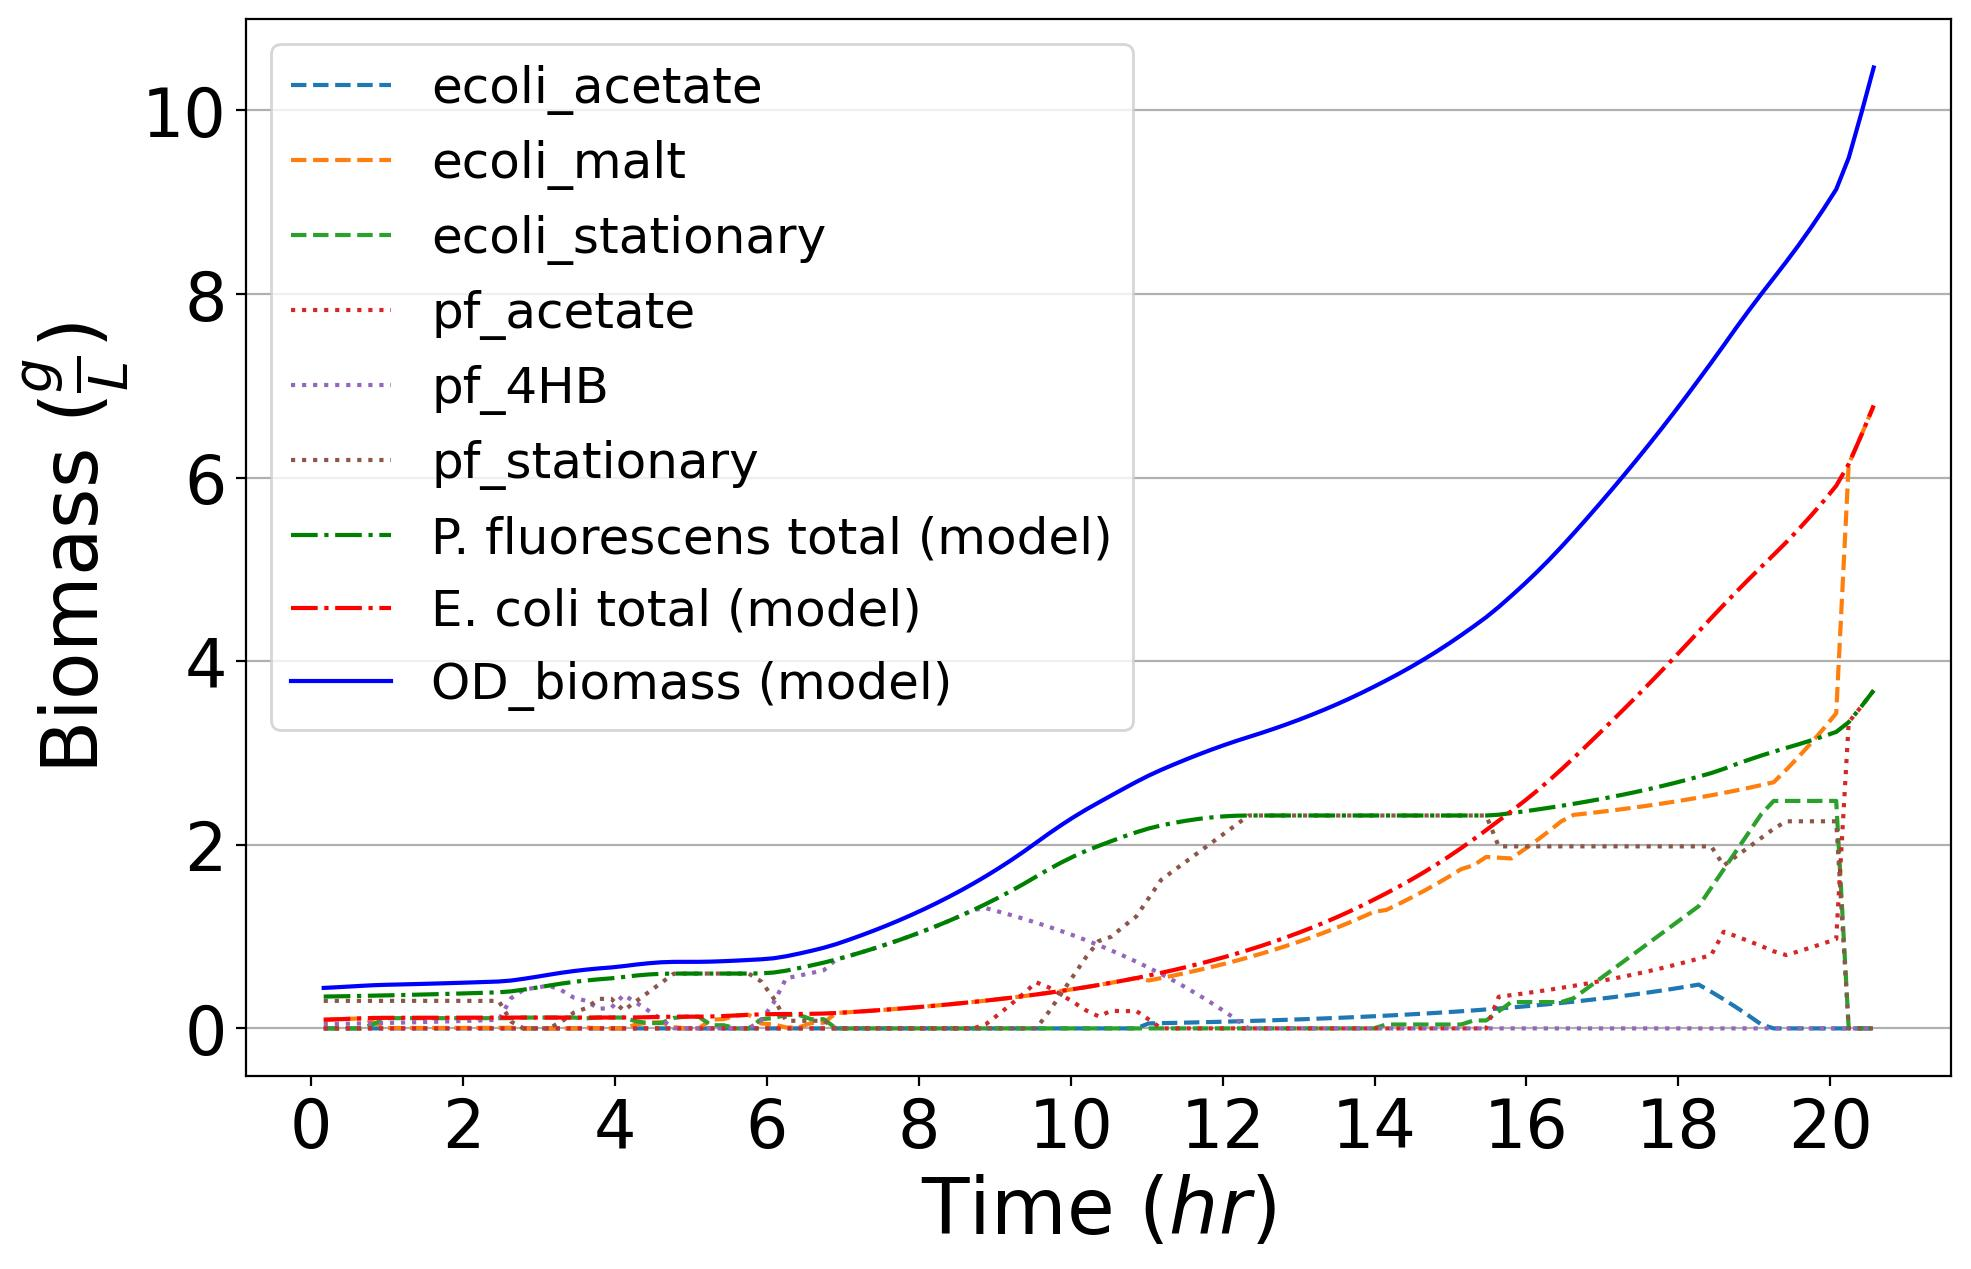 ecoli_acetate
ecoli_malt
ecoli_stationary
pf_acetate
pf_4HB
pf_stationary
P. fluorescens total (model)
E. coli total (model)
OD_biomass (model)
Biomass (g/L)
10
8
6
4
2
0
0 2 4 6 8 10 12 14 16 18 20
Time (hr)